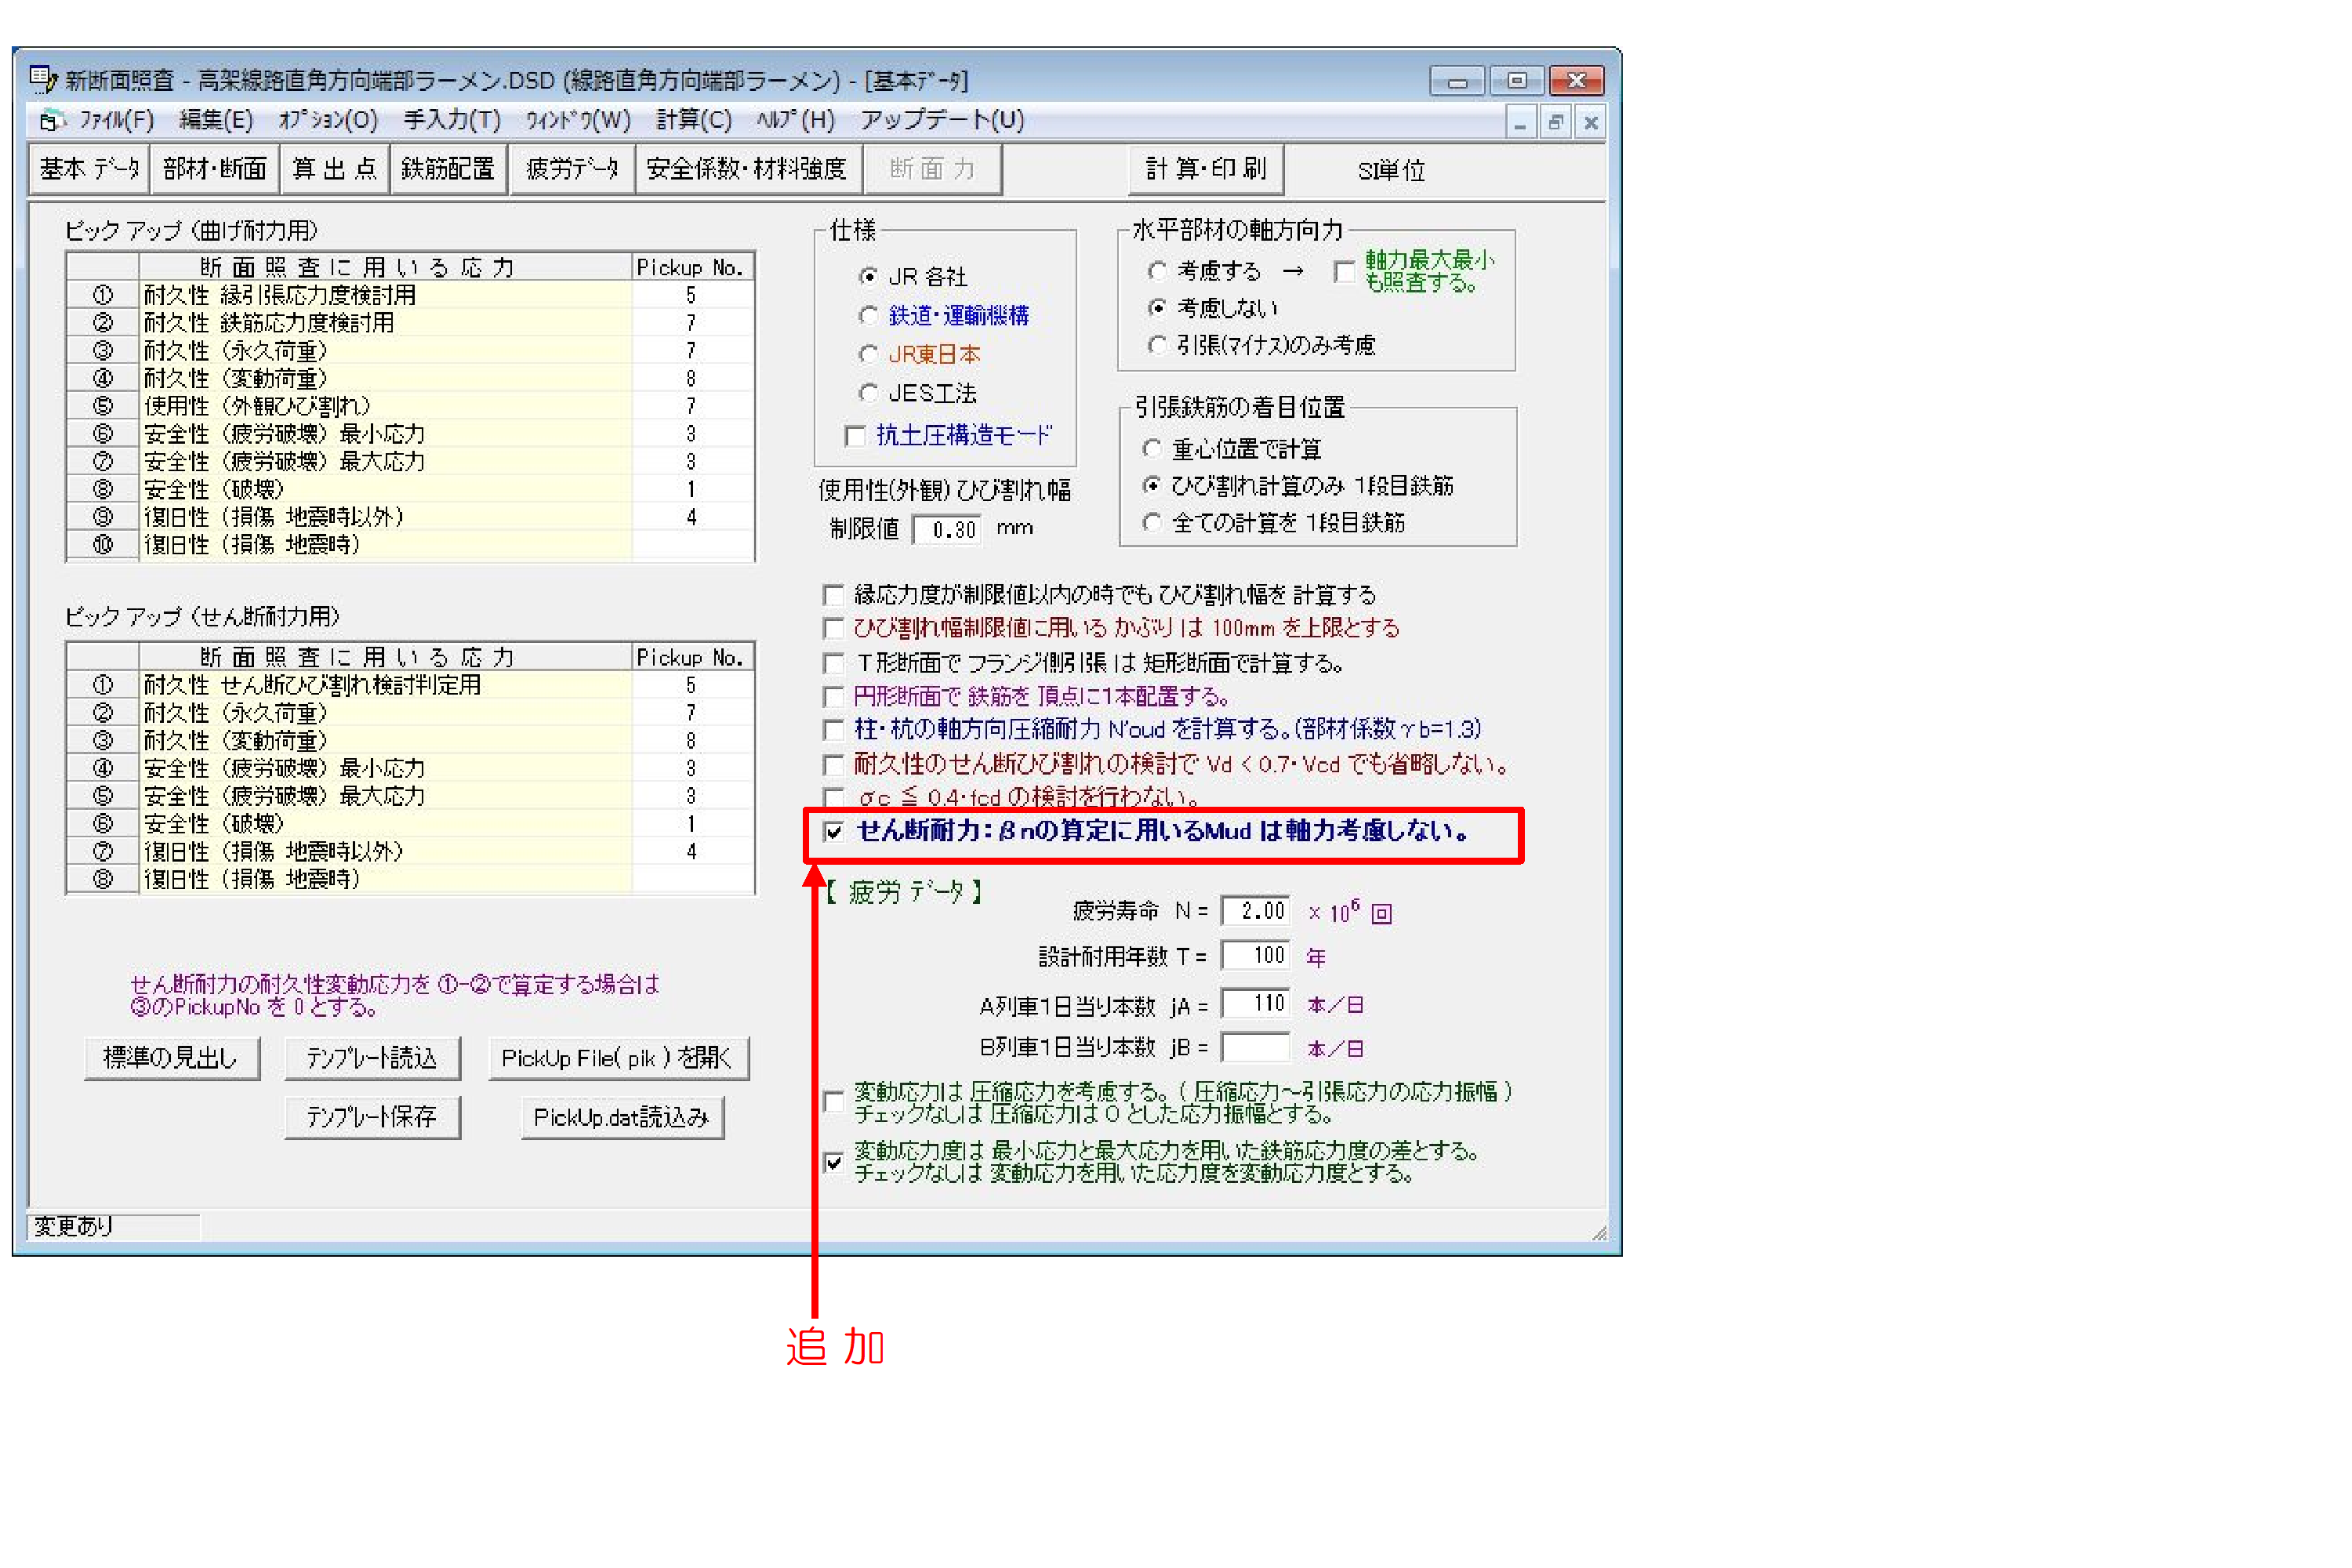 新断面照査 - 高架線路直角方向端部ラーメン.DSD (線路直角方向端部ラーメン) - [基本ﾃﾞｰﾀ]
ﾌｧｲﾙ(F) 編集(E) ｵﾌﾟｼｮﾝ(O) 手入力(T) ｳｨﾝﾄﾞｳ(W) 計算(C) ﾍﾙﾌﾟ(H) アップデート(U)
基本 ﾃﾞｰﾀ 部材・断面 算 出 点 鉄筋配置 疲労ﾃﾞｰﾀ 安全係数・材料強度 断 面 力 計 算・印 刷 SI単位
ピック アップ （曲げ耐力用）
断 面 照 査 に 用 い る 応 力 Pickup No.
① 耐久性 縁引張応力度検討用 5
② 耐久性 鉄筋応力度検討用 7
③ 耐久性 （永久荷重） 7
④ 耐久性 （変動荷重） 8
⑤ 使用性 （外観ひび割れ） 7
⑥ 安全性 （疲労破壊） 最小応力 3
⑦ 安全性 （疲労破壊） 最大応力 3
⑧ 安全性 （破壊） 1
⑨ 復旧性 （損傷 地震時以外） 4
⑩ 復旧性 （損傷 地震時）
ピック アップ （せん断耐力用）
断 面 照 査 に 用 い る 応 力 Pickup No.
① 耐久性 せん断ひび割れ検討判定用 5
② 耐久性 （永久荷重） 7
③ 耐久性 （変動荷重） 8
④ 安全性 （疲労破壊） 最小応力 3
⑤ 安全性 （疲労破壊） 最大応力 3
⑥ 安全性 （破壊） 1
⑦ 復旧性 （損傷 地震時以外） 4
⑧ 復旧性 （損傷 地震時）
せん断耐力の耐久性変動応力を ①-②で算定する場合は
③のPickupNo を 0 とする。
標準の見出し ﾃﾝﾌﾟﾚｰﾄ読込 PickUp File( pik ) を開く
ﾃﾝﾌﾟﾚｰﾄ保存 PickUp.dat読込み
仕様
JR 各社
鉄道・運輸機構
JR東日本
JES工法
抗土圧構造モード
使用性(外観) ひび割れ幅
制限値 0.30 mm
水平部材の軸方向力
考慮する → 軸力最大最小
も照査する。
考慮しない
引張(マイナス)のみ考慮
引張鉄筋の着目位置
重心位置で計算
ひび割れ計算のみ 1段目鉄筋
全ての計算を 1段目鉄筋
縁応力度が制限値以内の時でも ひび割れ幅を 計算する
ひび割れ幅制限値に用いる かぶり は 100mm を上限とする
Ｔ形断面で フランジ側引張 は 矩形断面で計算する。
円形断面で 鉄筋を 頂点に1本配置する。
柱・杭の軸方向圧縮耐力 N'oud を計算する。(部材係数 γb=1.3)
耐久性のせん断ひび割れの検討で Vd < 0.7・Vcd でも省略しない。
σc ≦ 0.4・fcd の検討を行わない。
せん断耐力：βnの算定に用いるMud は軸力考慮しない。
【 疲労 ﾃﾞｰﾀ 】
疲労寿命 N = 2.00 × 10⁶ 回
設計耐用年数 T = 100 年
A列車1日当り本数 jA = 110 本／日
B列車1日当り本数 jB = 本／日
変動応力は 圧縮応力を考慮する。（ 圧縮応力～引張応力の応力振幅 ）
チェックなしは 圧縮応力は 0 とした応力振幅とする。
変動応力度は 最小応力と最大応力を用いた鉄筋応力度の差とする。
チェックなしは 変動応力を用いた応力度を変動応力度とする。
変更あり
追 加